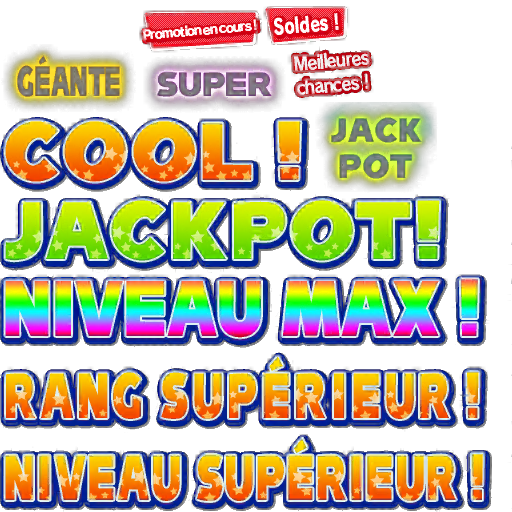 Promotion en cours !
Soldes !
Meilleures
chances !
GÉANTE
SUPER
COOL !
JACK
POT
JACKPOT!
NIVEAU MAX !
RANG SUPÉRIEUR !
NIVEAU SUPÉRIEUR !